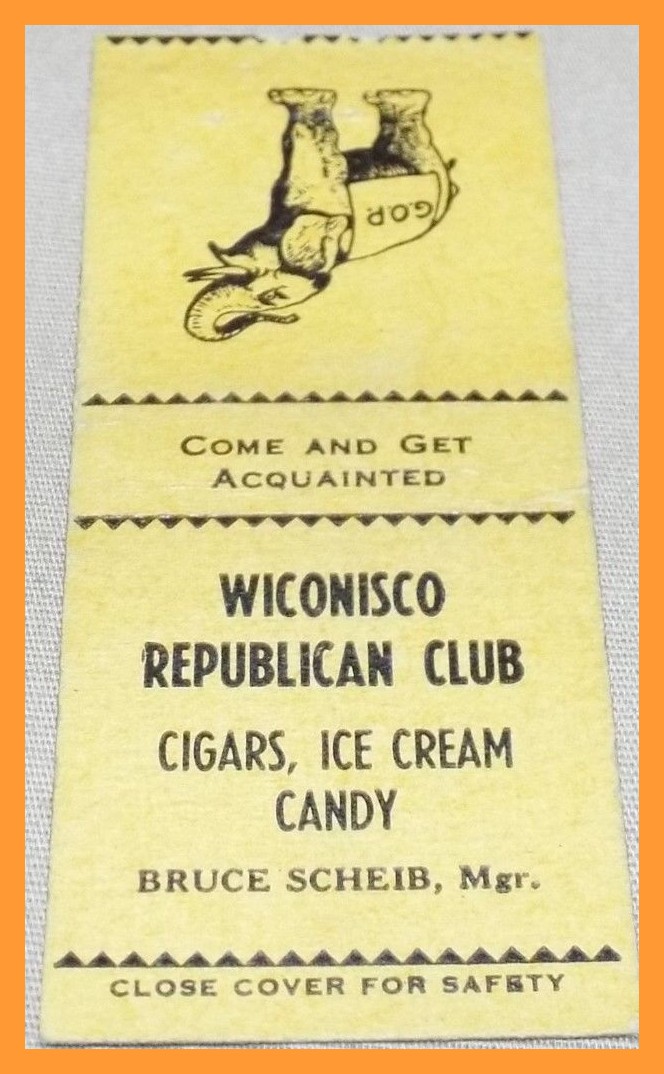 G.O.P.
COME AND GET
ACQUAINTED
WICONISCO
REPUBLICAN CLUB
CIGARS, ICE CREAM
CANDY
BRUCE SCHEIB, Mgr.
CLOSE COVER FOR SAFETY